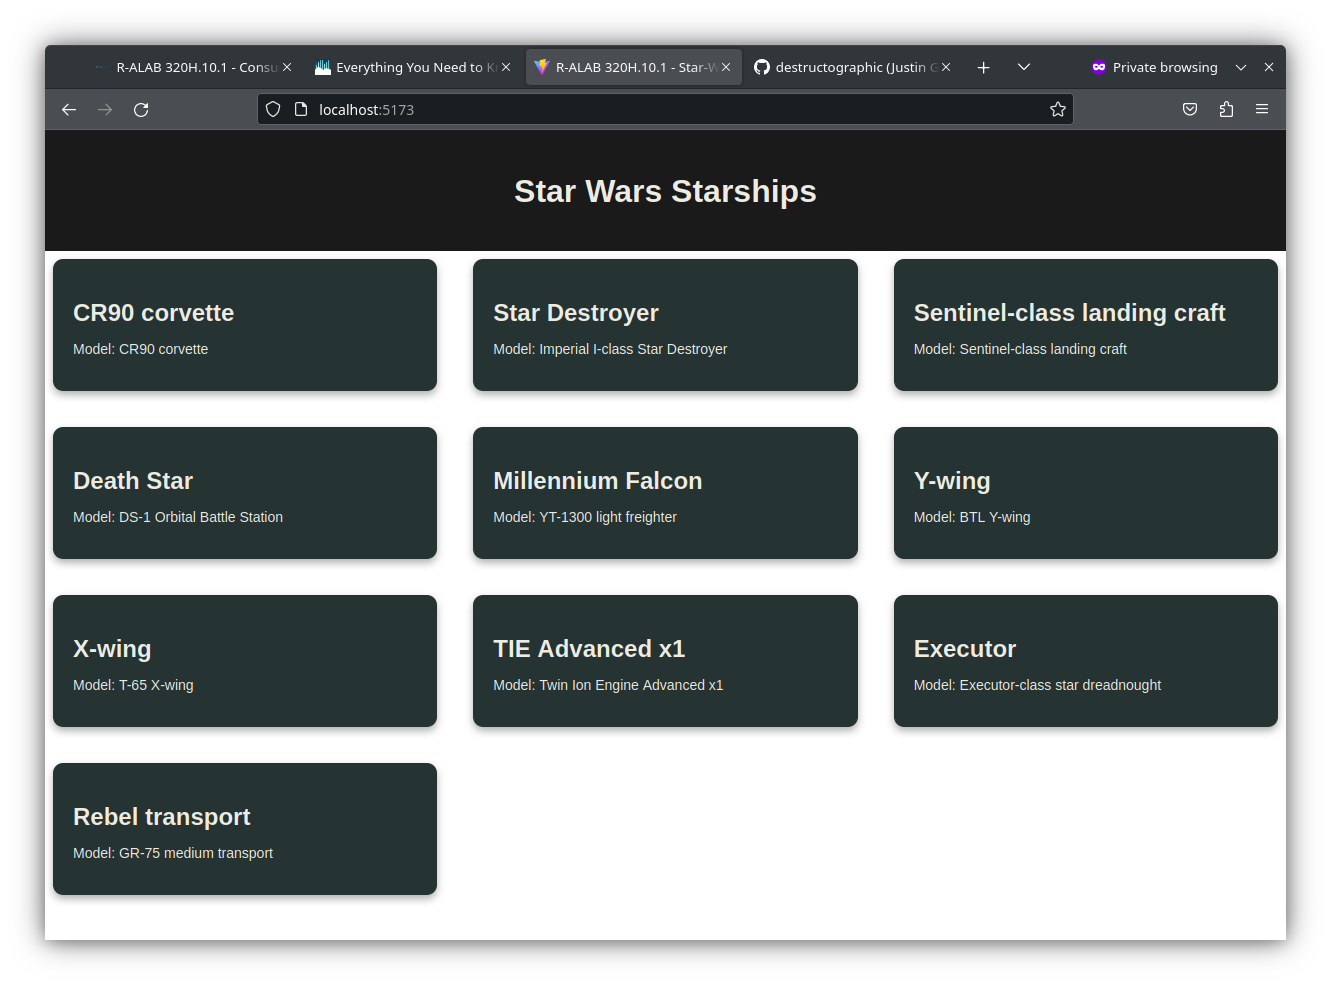 R-ALAB 320H.10.1 - Consu
Everything You Need to K
R-ALAB 320H.10.1 - Star-W
destructographic (Justin G
Private browsing
localhost:5173
Star Wars Starships
CR90 corvette
Model: CR90 corvette
Star Destroyer
Model: Imperial I-class Star Destroyer
Sentinel-class landing craft
Model: Sentinel-class landing craft
Death Star
Model: DS-1 Orbital Battle Station
Millennium Falcon
Model: YT-1300 light freighter
Y-wing
Model: BTL Y-wing
X-wing
Model: T-65 X-wing
TIE Advanced x1
Model: Twin Ion Engine Advanced x1
Executor
Model: Executor-class star dreadnought
Rebel transport
Model: GR-75 medium transport